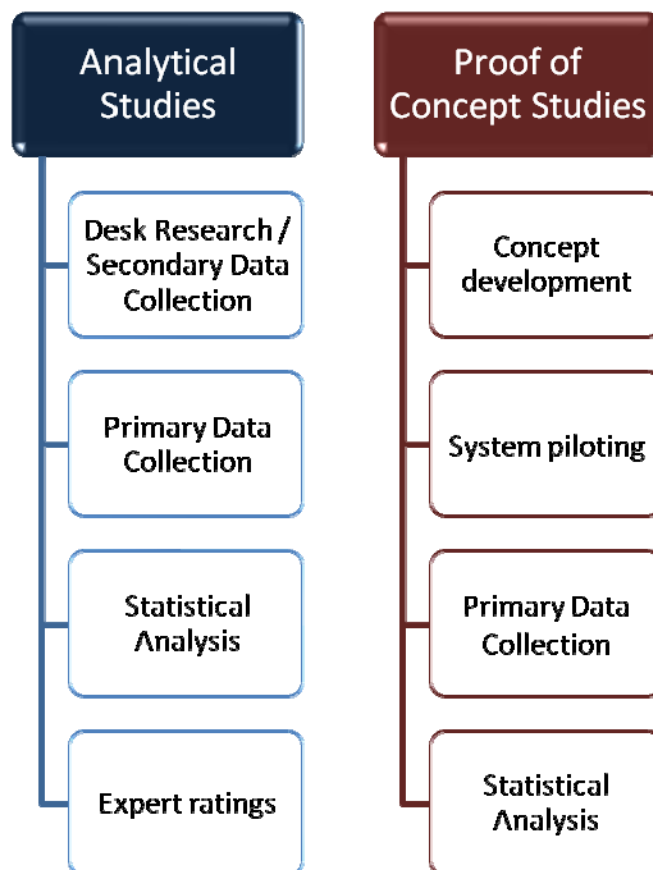 Analytical
Studies
Desk Research /
Secondary Data
Collection
Primary Data
Collection
Statistical
Analysis
Expert ratings
Proof of
Concept Studies
Concept
development
System piloting
Primary Data
Collection
Statistical
Analysis